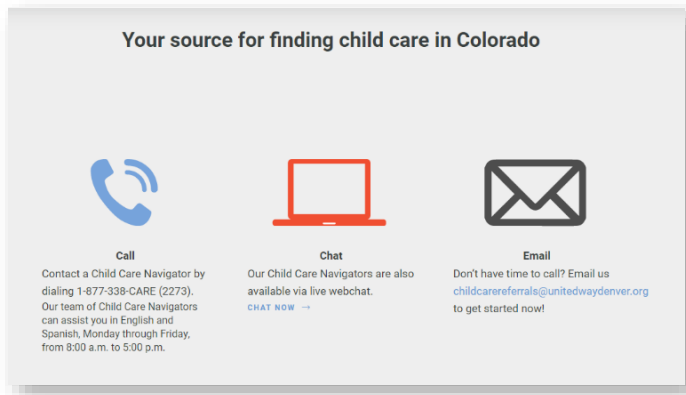 Your source for finding child care in Colorado
Call
Contact a Child Care Navigator by
dialing 1-877-338-CARE (2273).
Our team of Child Care Navigators
can assist you in English and
Spanish, Monday through Friday,
from 8:00 a.m. to 5:00 p.m.
Chat
Our Child Care Navigators are also
available via live webchat.
CHAT NOW →
Email
Don't have time to call? Email us
childcarereferrals@unitedwaydenver.org
to get started now!